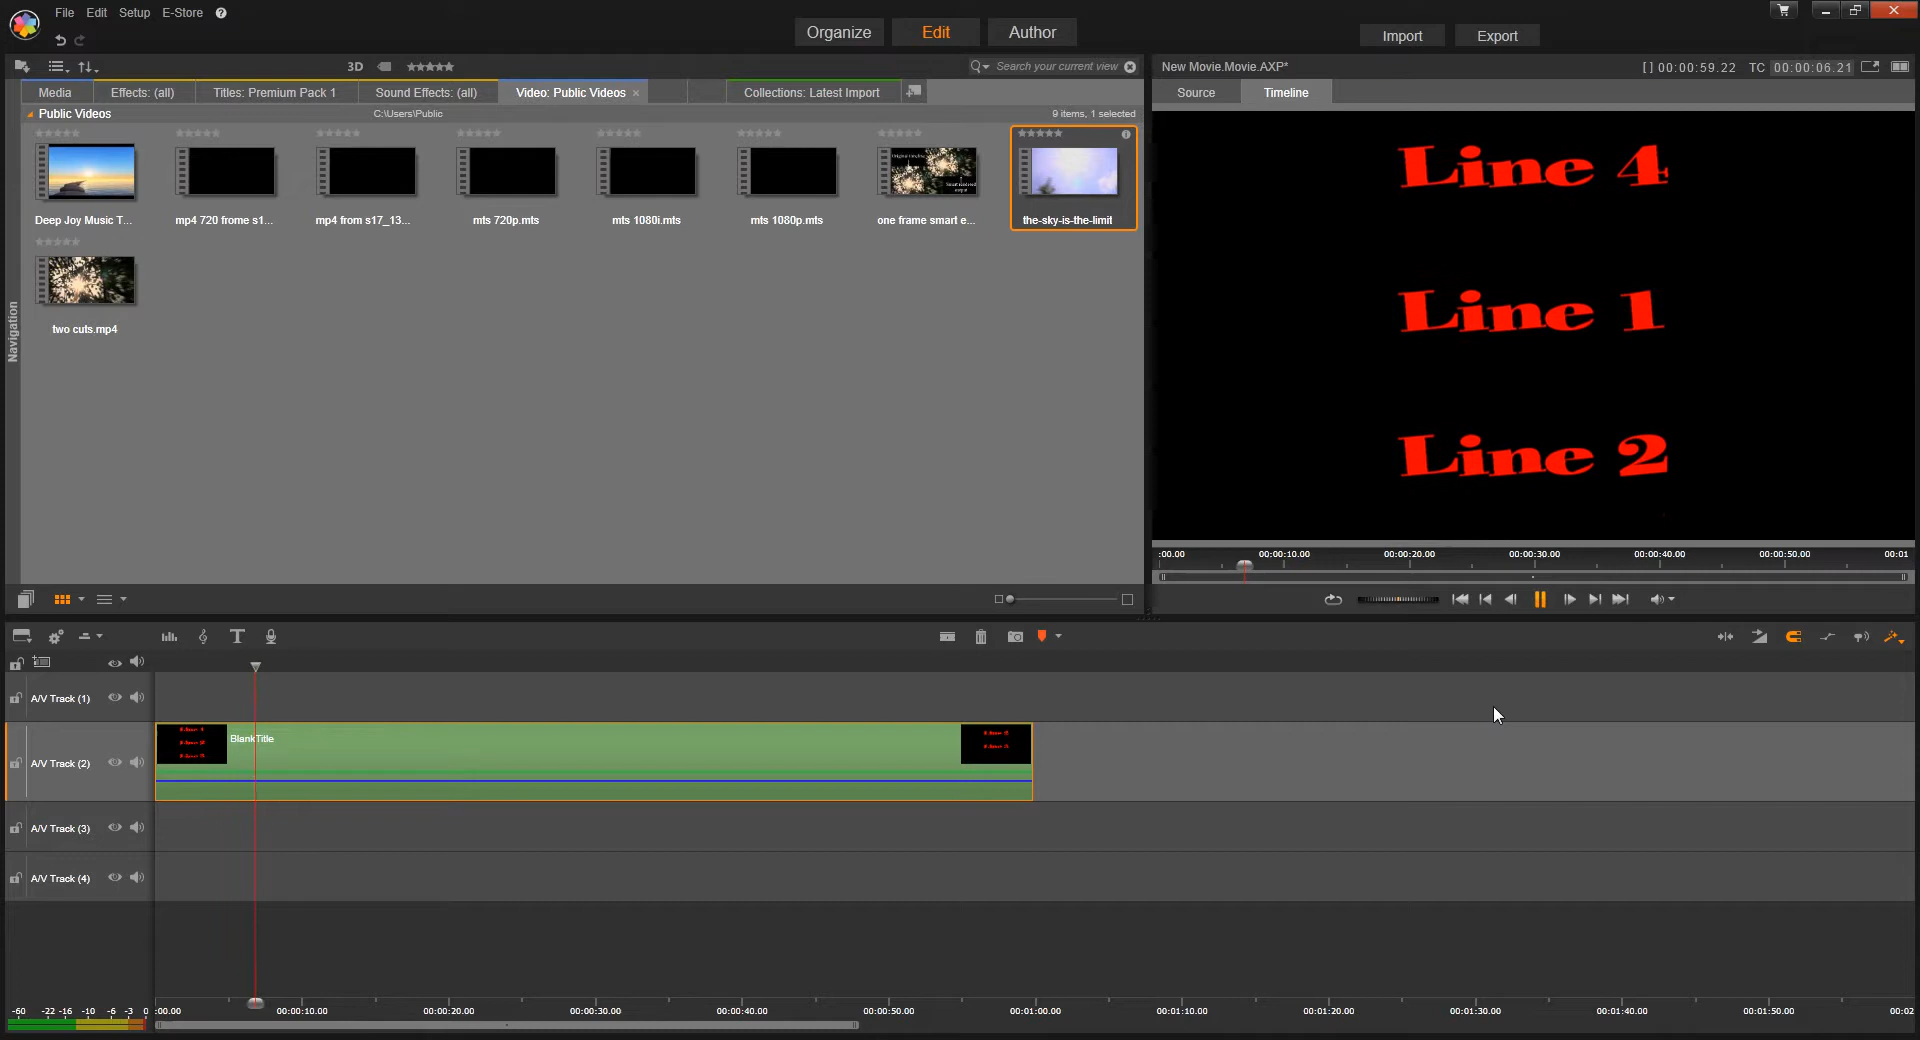 File Edit Setup E-Store
Organize Edit Author
Import Export
3D
Search your current view
New Movie.Movie.AXP*
[ ] 00:00:59.22 TC 00:00:06.21
Media Effects: (all) Titles: Premium Pack 1 Sound Effects: (all) Video: Public Videos × Collections: Latest Import
Source Timeline
Public Videos C:\Users\Public 9 items, 1 selected
Deep Joy Music T... mp4 720 frome s1... mp4 from s17_13... mts 720p.mts mts 1080i.mts mts 1080p.mts one frame smart e... the-sky-is-the-limit
two cuts.mp4
Navigation
Line 4
Line 1
Line 2
:00.00 00:00:10.00 00:00:20.00 00:00:30.00 00:00:40.00 00:00:50.00 00:01
A/V Track (1)
A/V Track (2)
BlankTitle
A/V Track (3)
A/V Track (4)
-60 -22 -16 -10 -6 -3 0
:00.00 00:00:10.00 00:00:20.00 00:00:30.00 00:00:40.00 00:00:50.00 00:01:00.00 00:01:10.00 00:01:20.00 00:01:30.00 00:01:40.00 00:01:50.00 00:02